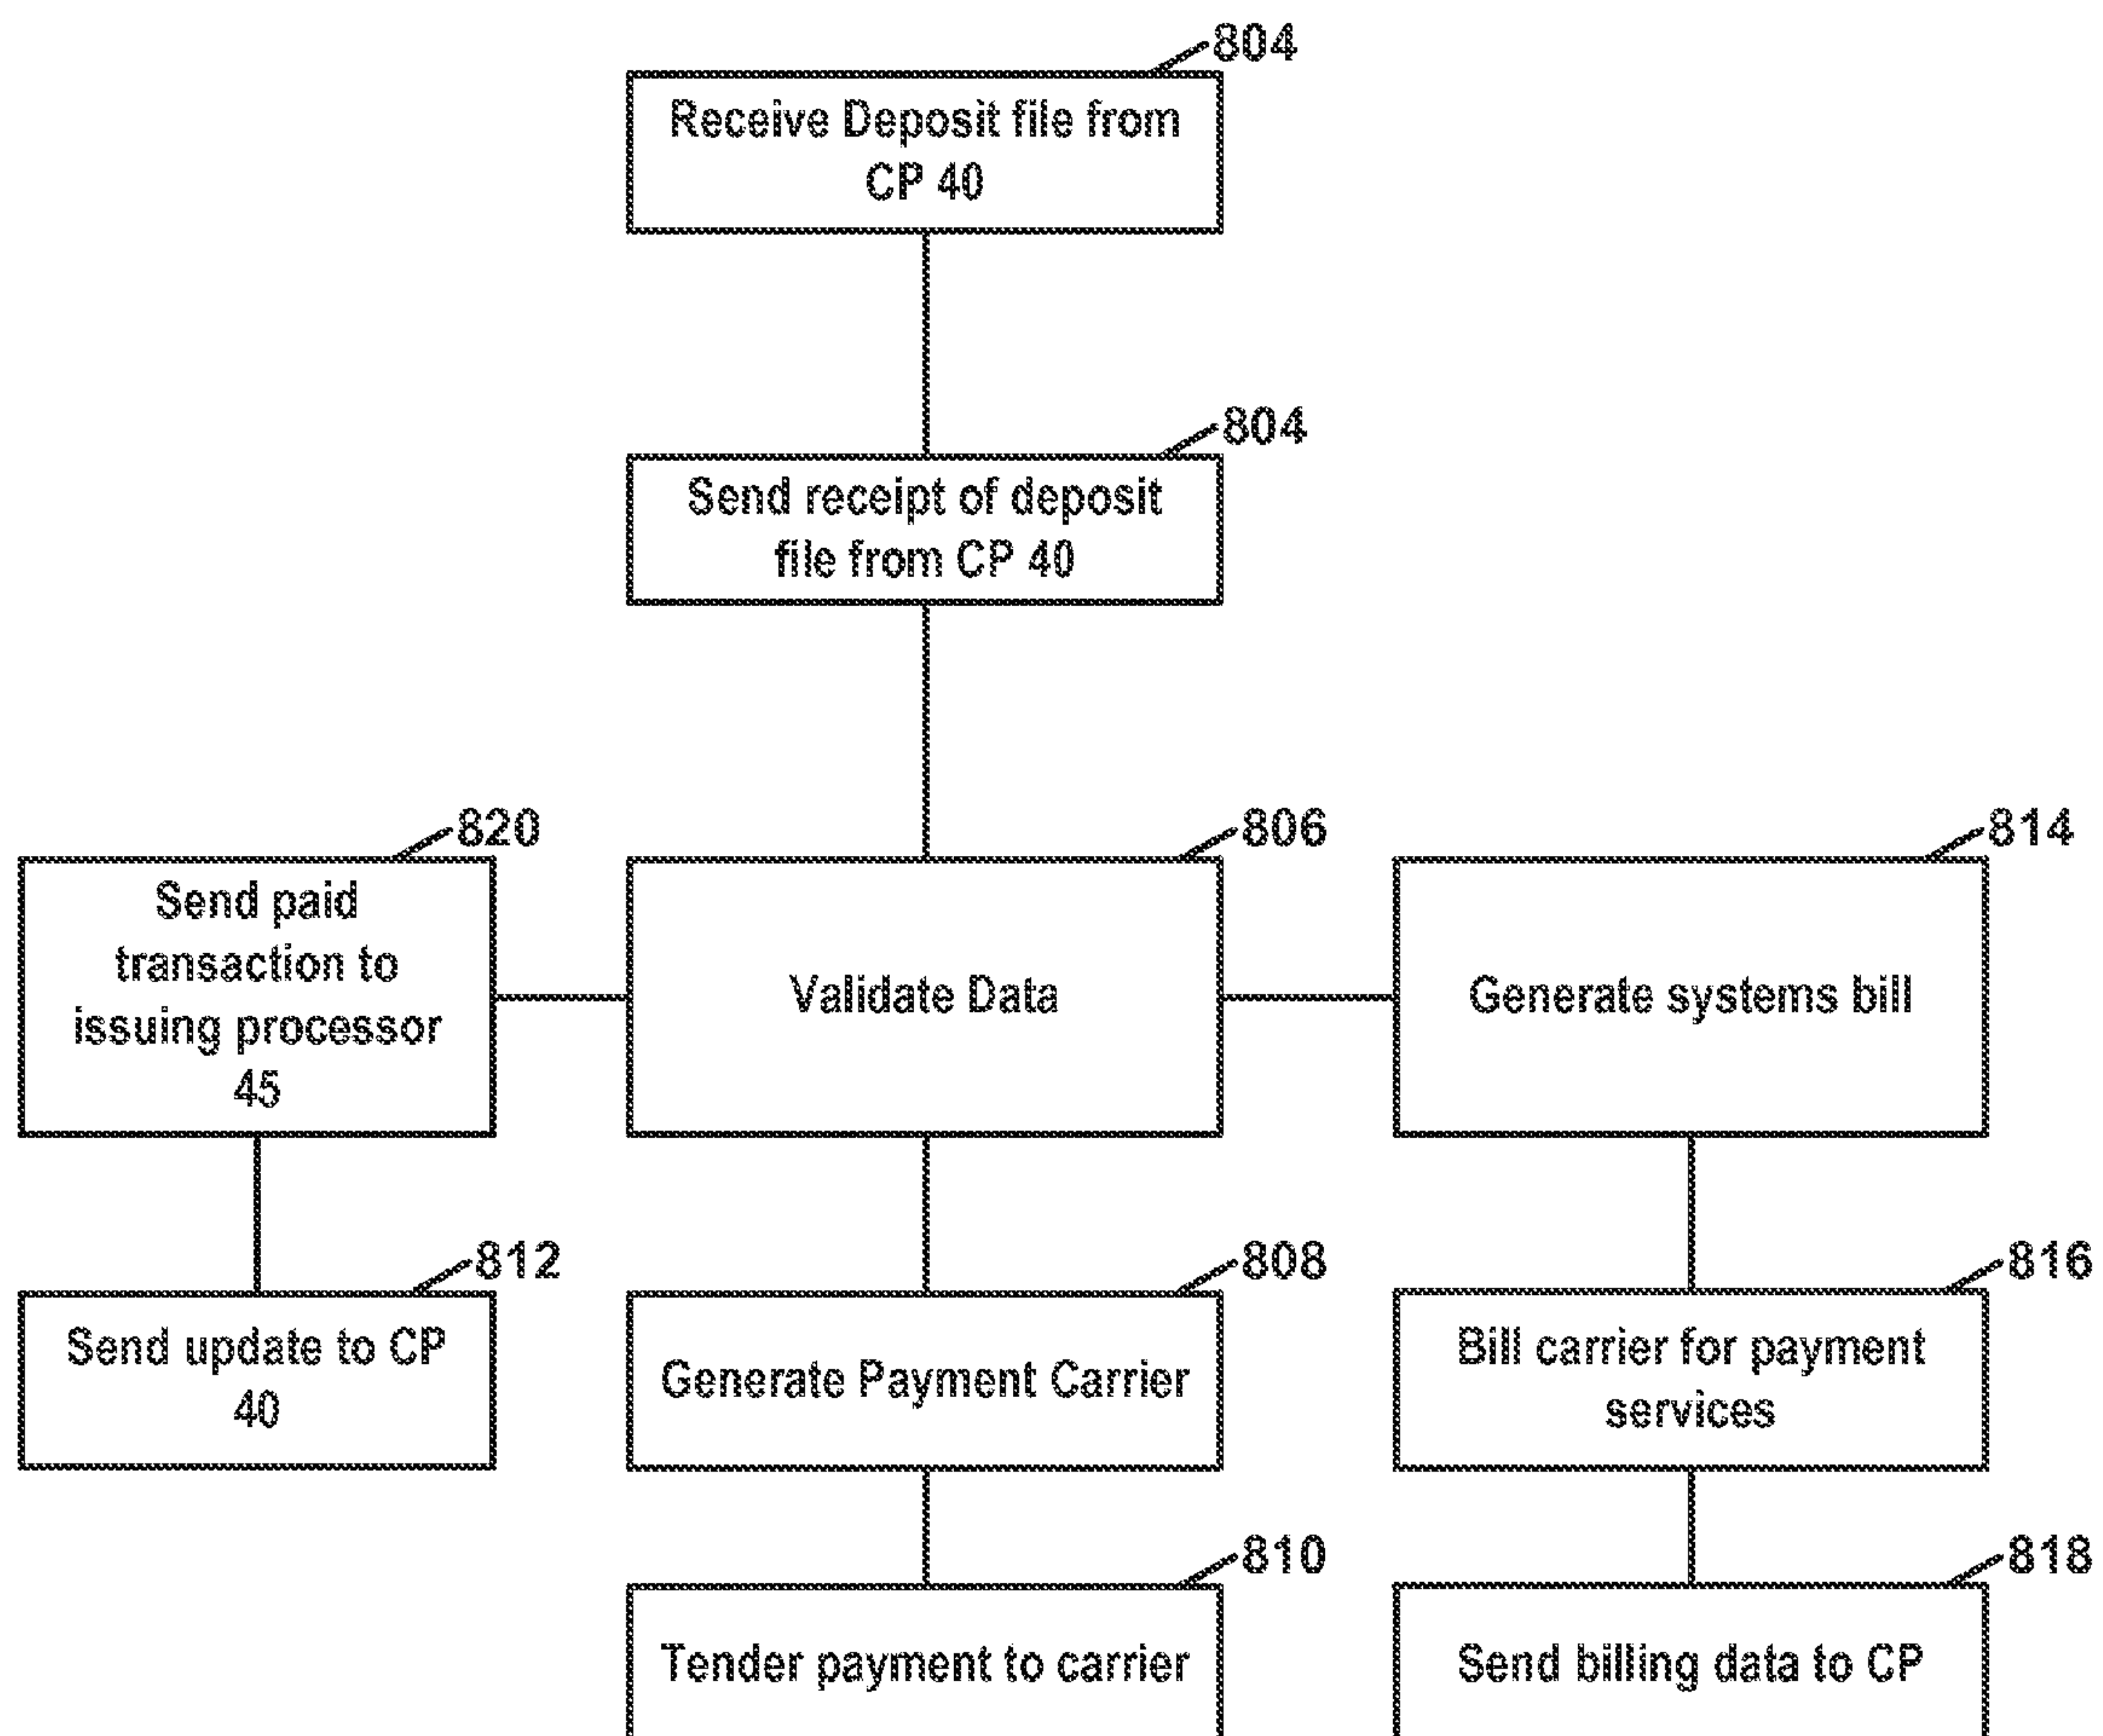 804
Receive Deposit file from
CP 40
804
Send receipt of deposit
file from CP 40
820
Send paid
transaction to
issuing processor
45
806
Validate Data
814
Generate systems bill
812
Send update to CP
40
808
Generate Payment Carrier
816
Bill carrier for payment
services
810
Tender payment to carrier
818
Send billing data to CP